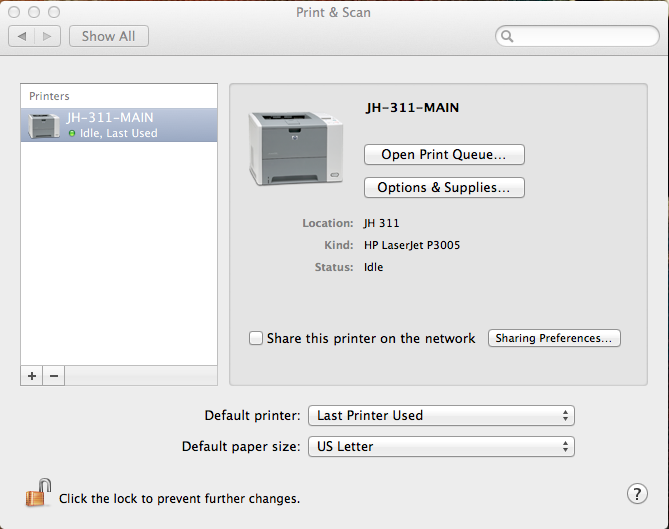 Print & Scan
Show All
Printers
JH-311-MAIN
Idle, Last Used
JH-311-MAIN
Open Print Queue...
Options & Supplies...
Location: JH 311
Kind: HP LaserJet P3005
Status: Idle
Share this printer on the network Sharing Preferences...
+ −
Default printer: Last Printer Used
Default paper size: US Letter
Click the lock to prevent further changes.
?